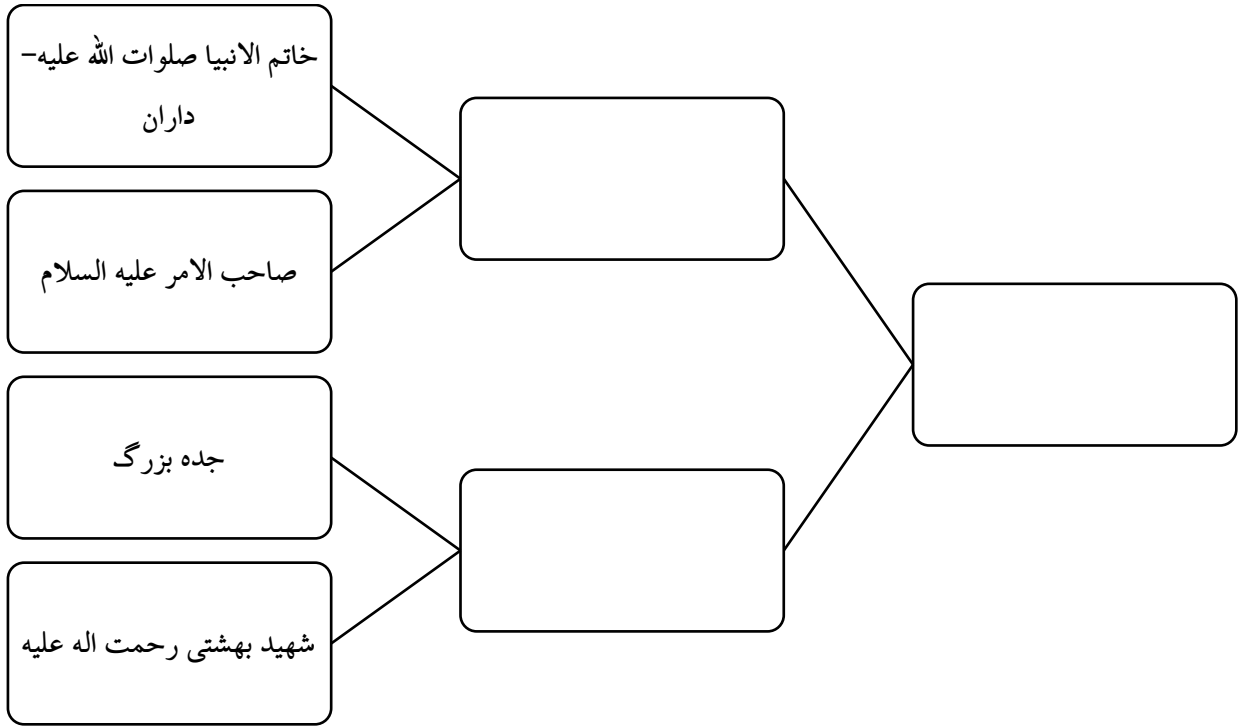 خاتم الانبیا صلوات الله علیه-
داران
صاحب الامر علیه السلام
جده بزرگ
شهید بهشتی رحمت اله علیه